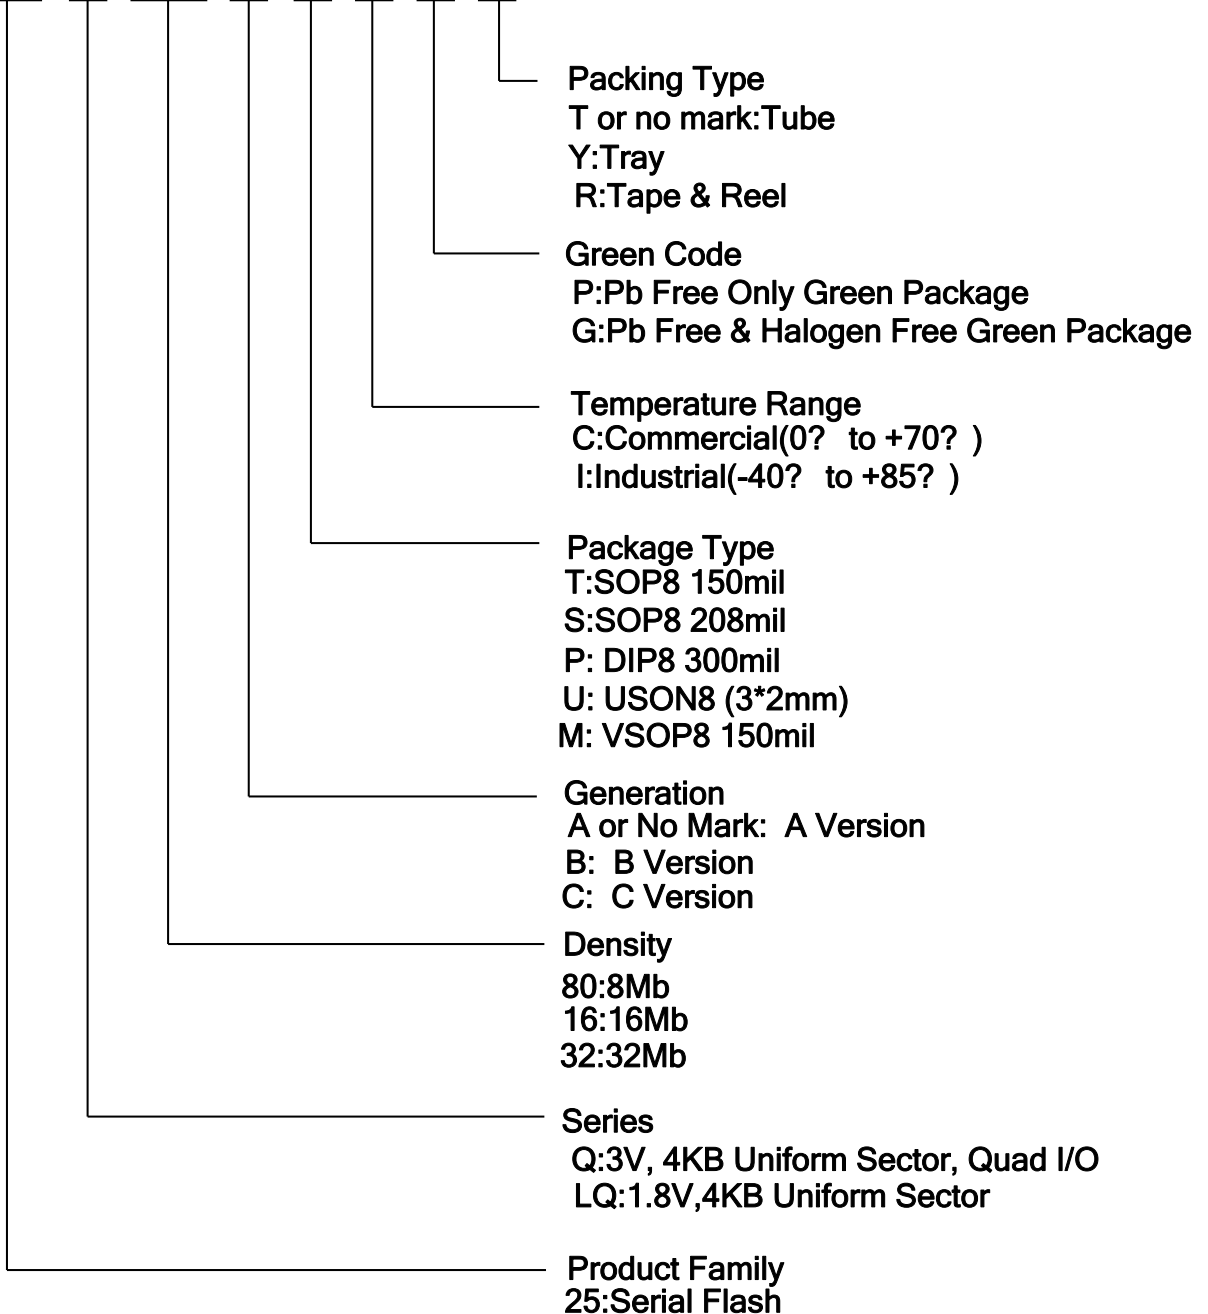 Packing Type
T or no mark:Tube
Y:Tray
R:Tape & Reel
Green Code
P:Pb Free Only Green Package
G:Pb Free & Halogen Free Green Package
Temperature Range
C:Commercial(0? to +70? )
I:Industrial(-40? to +85? )
Package Type
T:SOP8 150mil
S:SOP8 208mil
P: DIP8 300mil
U: USON8 (3*2mm)
M: VSOP8 150mil
Generation
A or No Mark: A Version
B: B Version
C: C Version
Density
80:8Mb
16:16Mb
32:32Mb
Series
Q:3V, 4KB Uniform Sector, Quad I/O
LQ:1.8V,4KB Uniform Sector
Product Family
25:Serial Flash